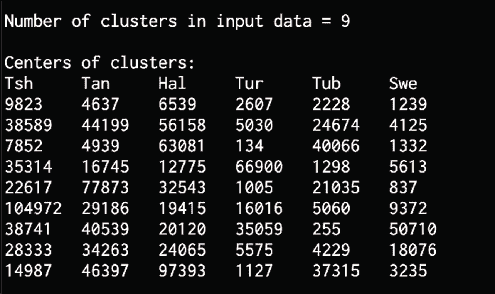 Number of clusters in input data = 9
Centers of clusters:
Tsh Tan Hal Tur Tub Swe
9823 4637 6539 2607 2228 1239
38589 44199 56158 5030 24674 4125
7852 4939 63081 134 40066 1332
35314 16745 12775 66900 1298 5613
22617 77873 32543 1005 21035 837
104972 29186 19415 16016 5060 9372
38741 40539 20120 35059 255 50710
28333 34263 24065 5575 4229 18076
14987 46397 97393 1127 37315 3235